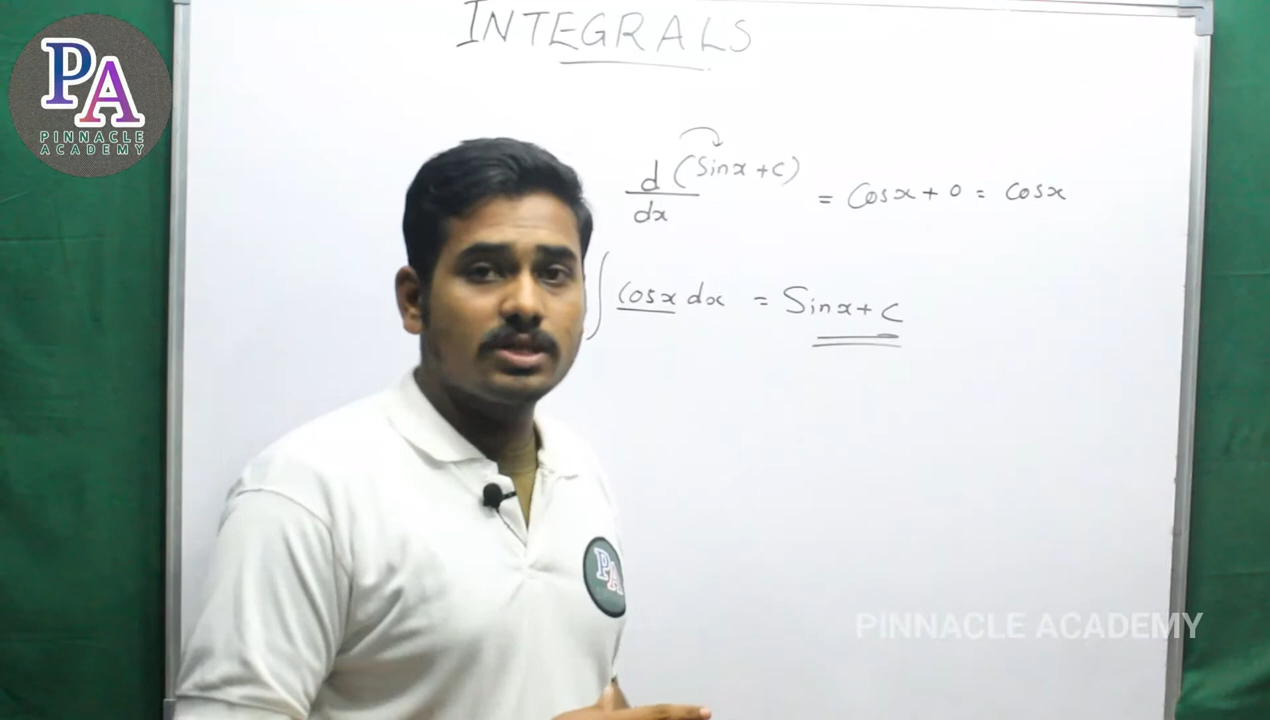 PA
PINNACLE
ACADEMY
INTEGRALS
d/dx (Sinx + C) = Cosx + 0 = Cosx
∫ Cosx dx = Sinx + C
PA
PINNACLE ACADEMY